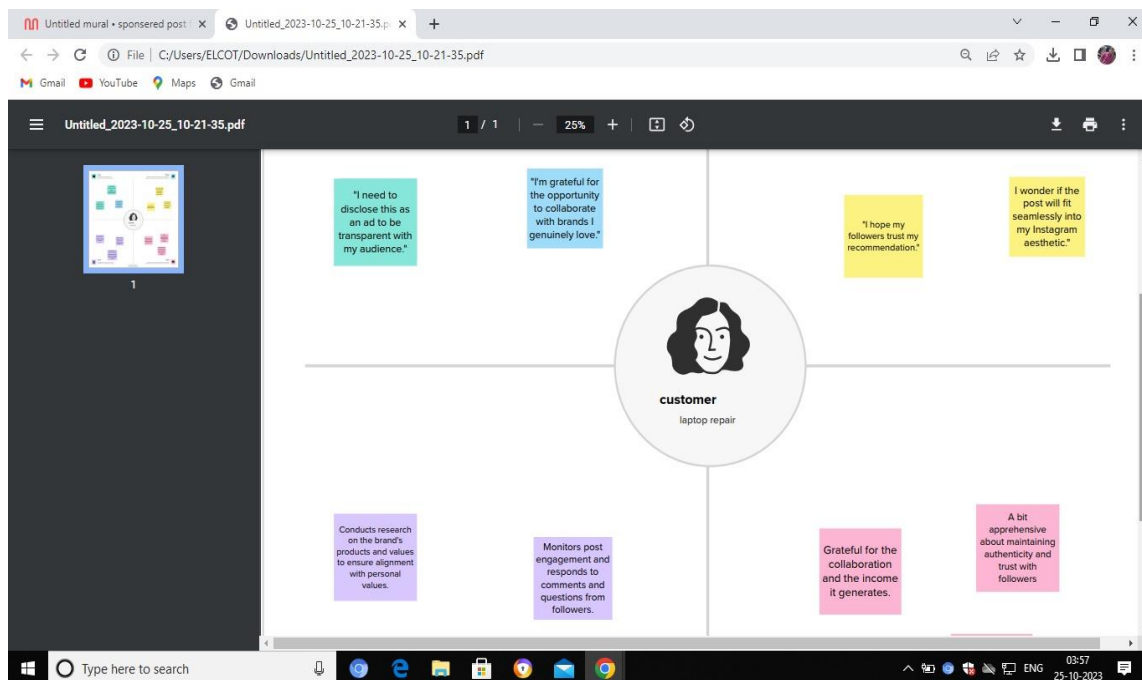 Untitled mural • sponsered post
Untitled_2023-10-25_10-21-35.p
File | C:/Users/ELCOT/Downloads/Untitled_2023-10-25_10-21-35.pdf
Gmail YouTube Maps Gmail
Untitled_2023-10-25_10-21-35.pdf
1 / 1 25%
1
"I need to
disclose this as
an ad to be
transparent with
my audience."
"I'm grateful for
the opportunity
to collaborate
with brands I
genuinely love."
"I hope my
followers trust my
recommendation."
I wonder if the
post will fit
seamlessly into
my Instagram
aesthetic."
customer
laptop repair
Conducts research
on the brand's
products and values
to ensure alignment
with personal
values.
Monitors post
engagement and
responds to
comments and
questions from
followers.
Grateful for the
collaboration
and the income
it generates.
A bit
apprehensive
about maintaining
authenticity and
trust with
followers
Type here to search
ENG
03:57
25-10-2023